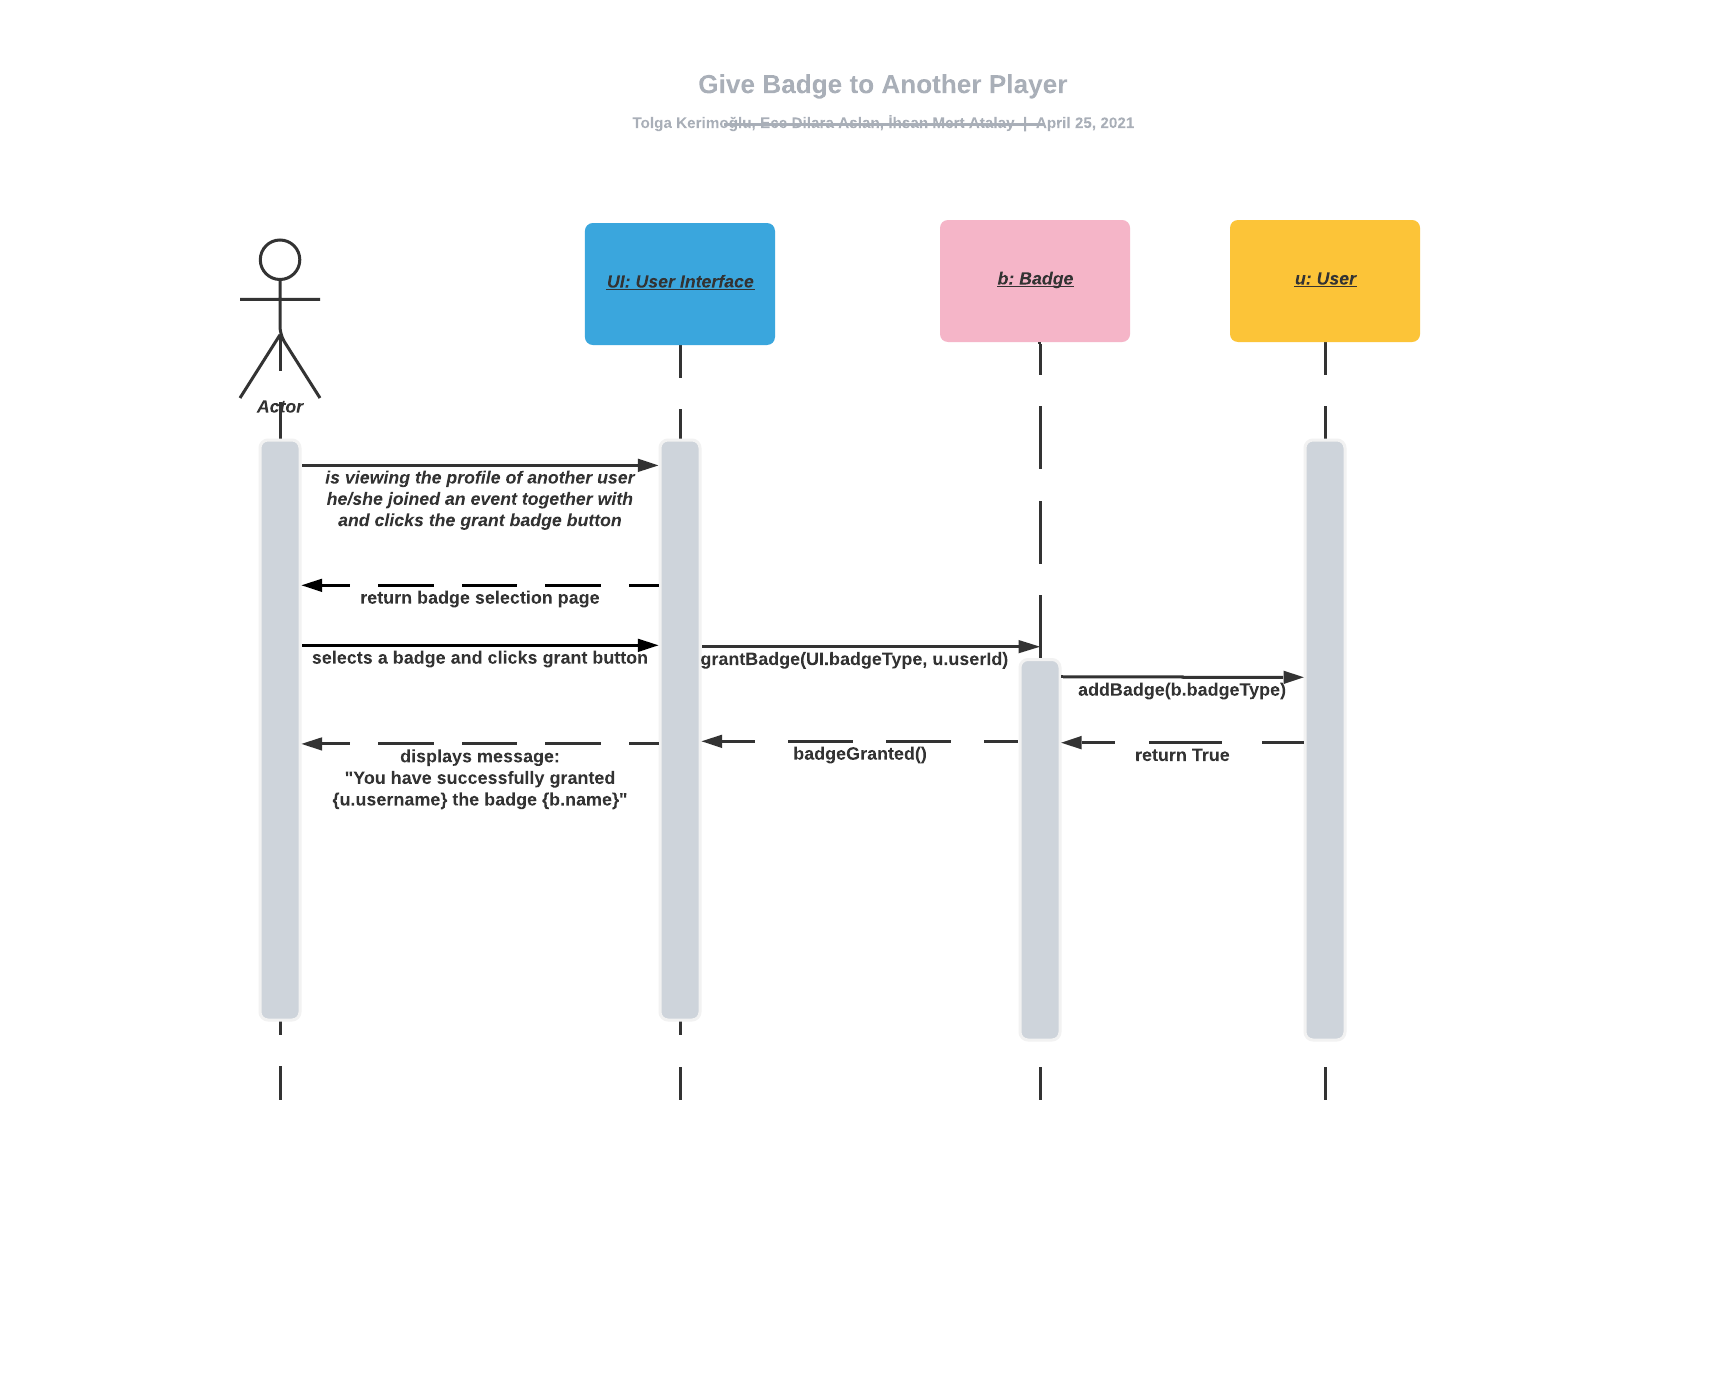 Give Badge to Another Player
Tolga Kerimoğlu, Ece Dilara Aslan, İhsan Mert Atalay | April 25, 2021
UI: User Interface
b: Badge
u: User
Actor
is viewing the profile of another user
he/she joined an event together with
and clicks the grant badge button
return badge selection page
selects a badge and clicks grant button
grantBadge(UI.badgeType, u.userId)
addBadge(b.badgeType)
displays message:
"You have successfully granted
{u.username} the badge {b.name}"
badgeGranted()
return True